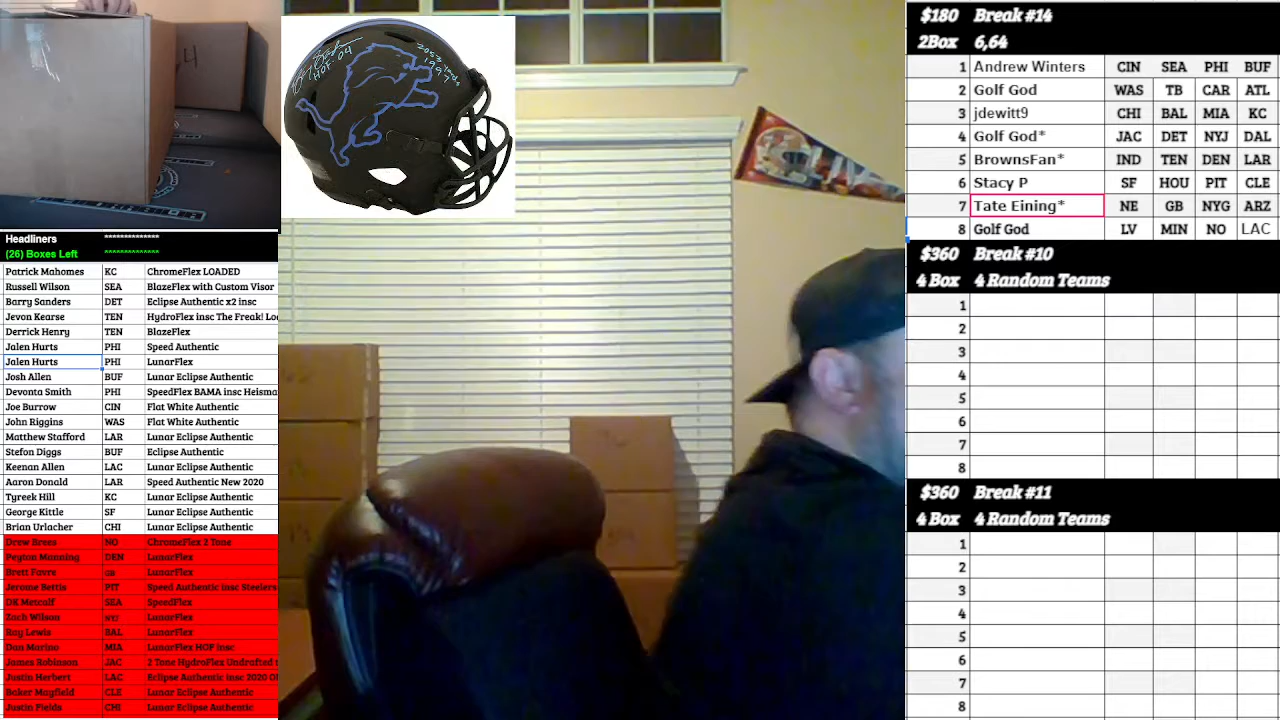 Headliners **************
(26) Boxes Left **************
Patrick Mahomes KC ChromeFlex LOADED
Russell Wilson SEA BlazeFlex with Custom Visor
Barry Sanders DET Eclipse Authentic x2 insc
Jevon Kearse TEN HydroFlex insc The Freak! Lo
Derrick Henry TEN BlazeFlex
Jalen Hurts PHI Speed Authentic
Jalen Hurts PHI LunarFlex
Josh Allen BUF Lunar Eclipse Authentic
Devonta Smith PHI SpeedFlex BAMA insc Heisma
Joe Burrow CIN Flat White Authentic
John Riggins WAS Flat White Authentic
Matthew Stafford LAR Lunar Eclipse Authentic
Stefon Diggs BUF Eclipse Authentic
Keenan Allen LAC Lunar Eclipse Authentic
Aaron Donald LAR Speed Authentic New 2020
Tyreek Hill KC Lunar Eclipse Authentic
George Kittle SF Lunar Eclipse Authentic
Brian Urlacher CHI Lunar Eclipse Authentic
Drew Brees NO ChromeFlex 2 Tone
Peyton Manning DEN LunarFlex
Brett Favre GB LunarFlex
Jerome Bettis PIT Speed Authentic insc Steelers
DK Metcalf SEA SpeedFlex
Zach Wilson NYJ LunarFlex
Ray Lewis BAL LunarFlex
Dan Marino MIA LunarFlex HOF insc
James Robinson JAC 2 Tone HydroFlex Undrafted
Justin Herbert LAC Eclipse Authentic insc 2020 O
Baker Mayfield CLE Lunar Eclipse Authentic
Justin Fields CHI Lunar Eclipse Authentic
HOF 04
2053 yds
1997
$180 Break #14
2Box 6,64
1 Andrew Winters CIN SEA PHI BUF
2 Golf God WAS TB CAR ATL
3 jdewitt9 CHI BAL MIA KC
4 Golf God* JAC DET NYJ DAL
5 BrownsFan* IND TEN DEN LAR
6 Stacy P SF HOU PIT CLE
7 Tate Eining* NE GB NYG ARZ
8 Golf God LV MIN NO LAC
$360 Break #10
4 Box 4 Random Teams
1
2
3
4
5
6
7
8
$360 Break #11
4 Box 4 Random Teams
1
2
3
4
5
6
7
8